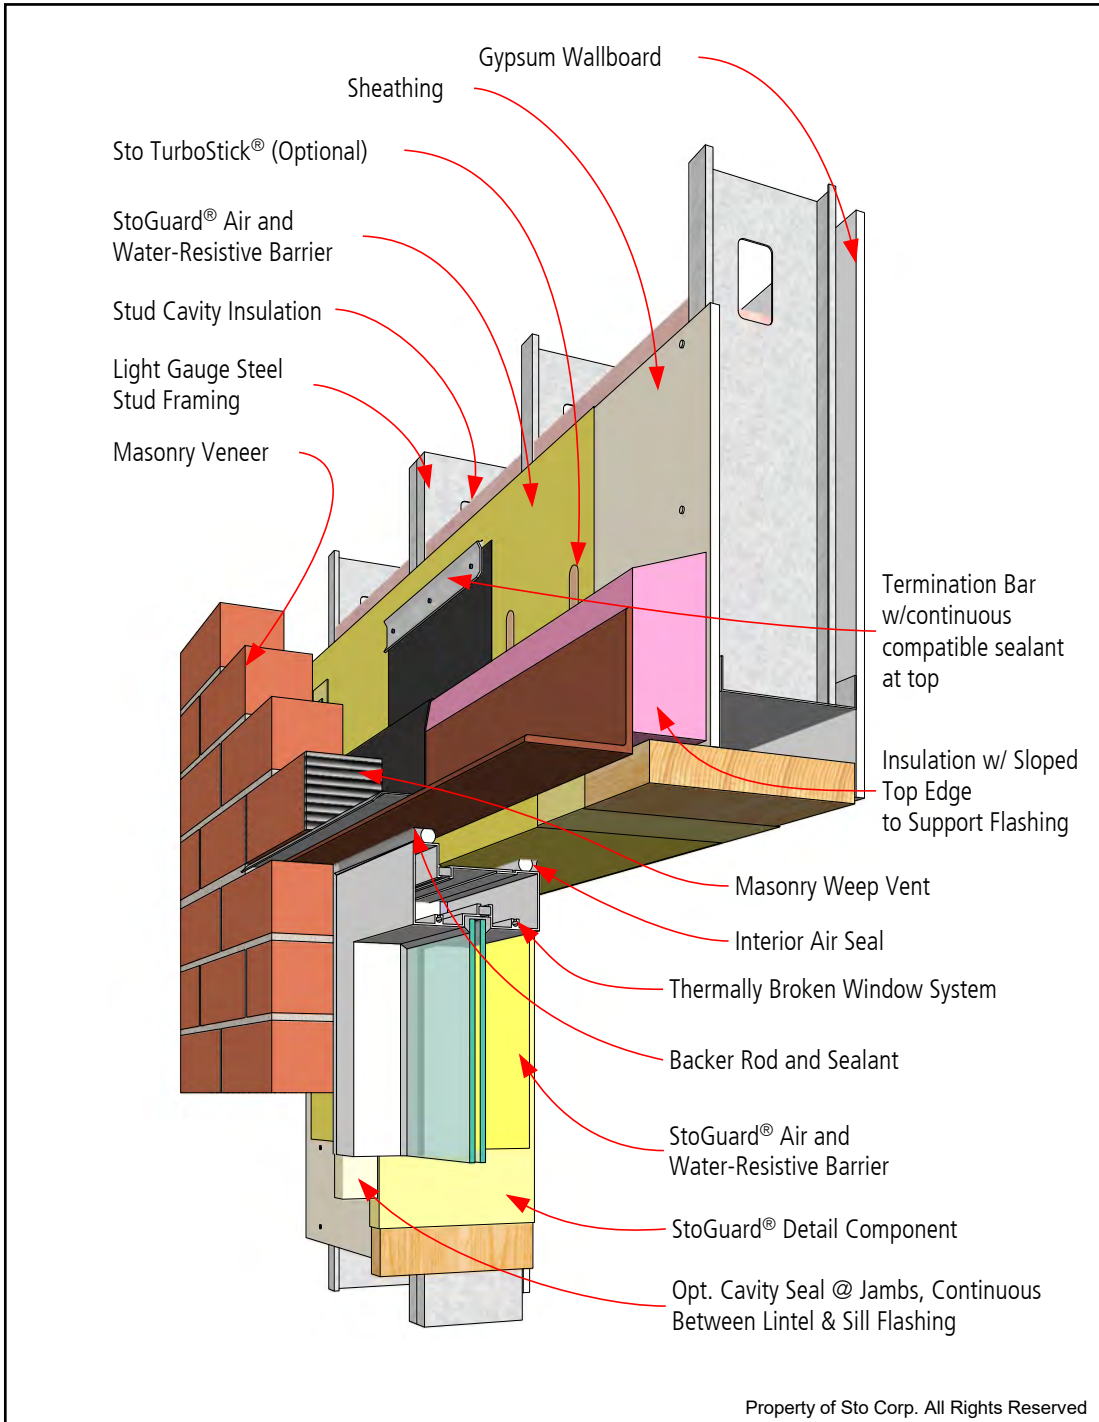 Gypsum Wallboard
Sheathing
Sto TurboStick® (Optional)
StoGuard® Air and
Water-Resistive Barrier
Stud Cavity Insulation
Light Gauge Steel
Stud Framing
Masonry Veneer
Termination Bar
w/continuous
compatible sealant
at top
Insulation w/ Sloped
Top Edge
to Support Flashing
Masonry Weep Vent
Interior Air Seal
Thermally Broken Window System
Backer Rod and Sealant
StoGuard® Air and
Water-Resistive Barrier
StoGuard® Detail Component
Opt. Cavity Seal @ Jambs, Continuous
Between Lintel & Sill Flashing
Property of Sto Corp. All Rights Reserved